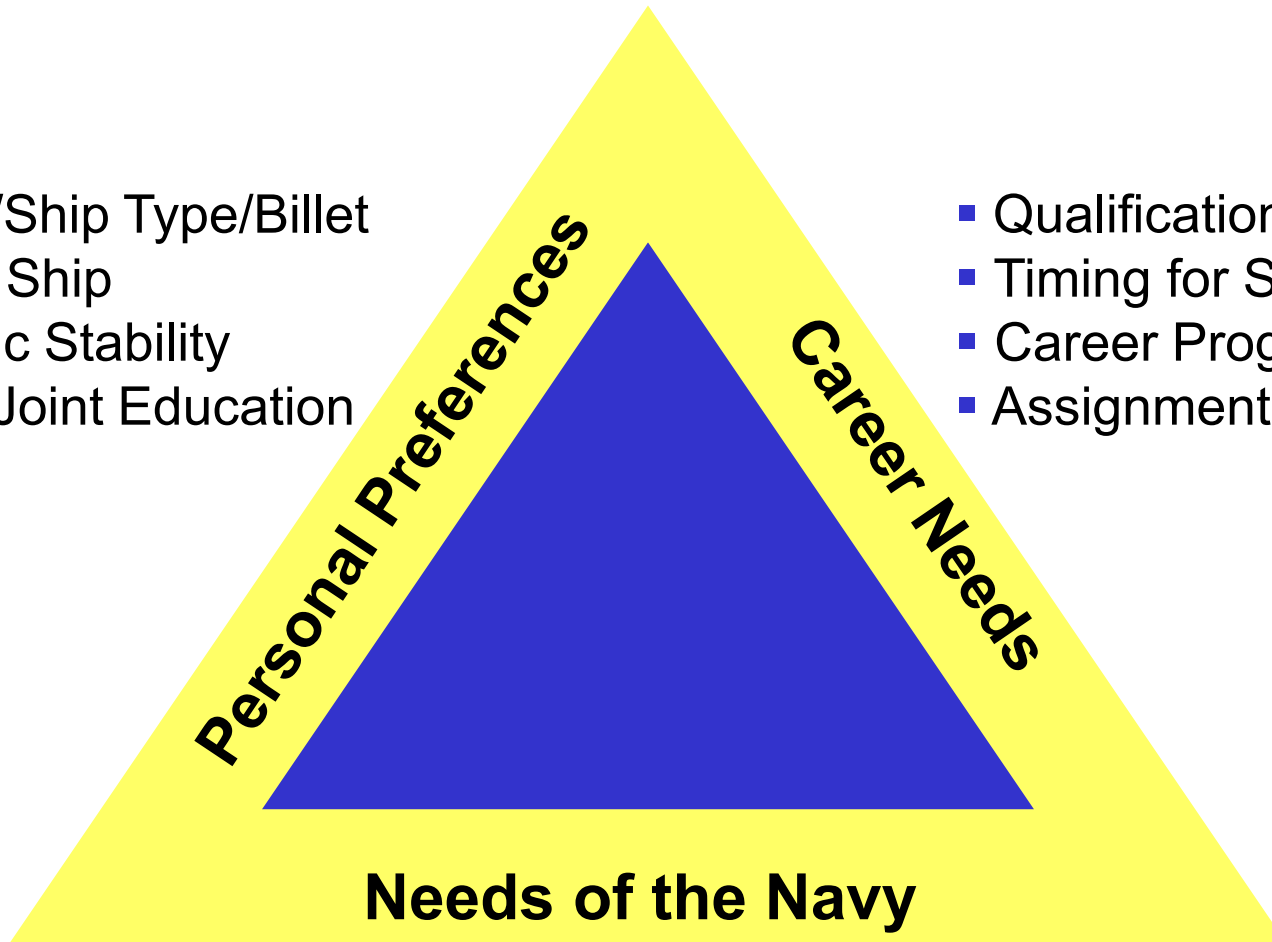 /Ship Type/Billet
Ship
c Stability
Joint Education
Personal Preferences
Career Needs
▪ Qualification
▪ Timing for S
▪ Career Prog
▪ Assignment
Needs of the Navy